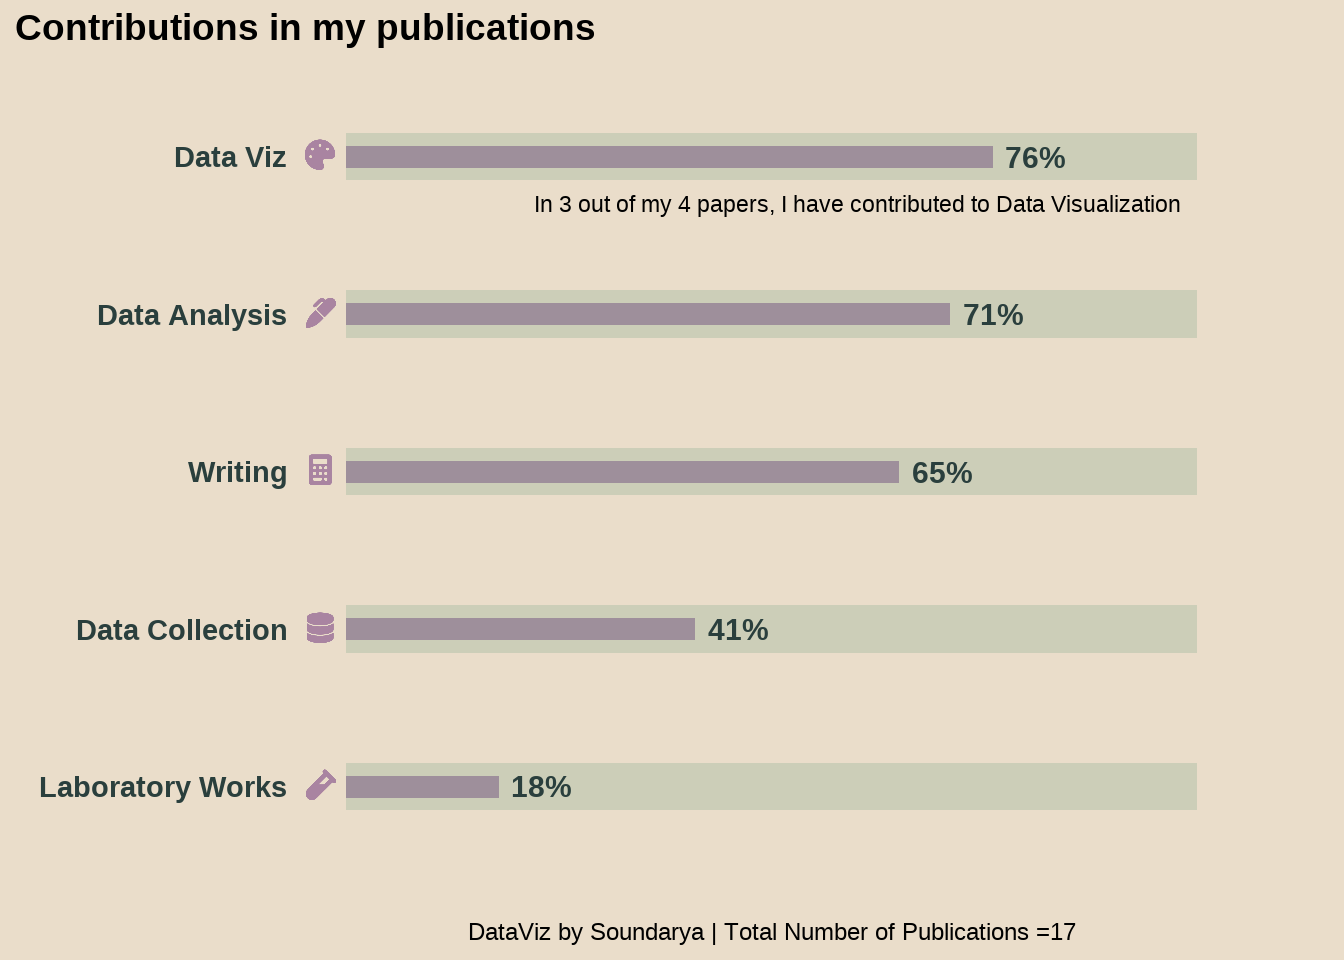 Contributions in my publications
Data Viz 76%
In 3 out of my 4 papers, I have contributed to Data Visualization
Data Analysis 71%
Writing 65%
Data Collection 41%
Laboratory Works 18%
DataViz by Soundarya | Total Number of Publications =17